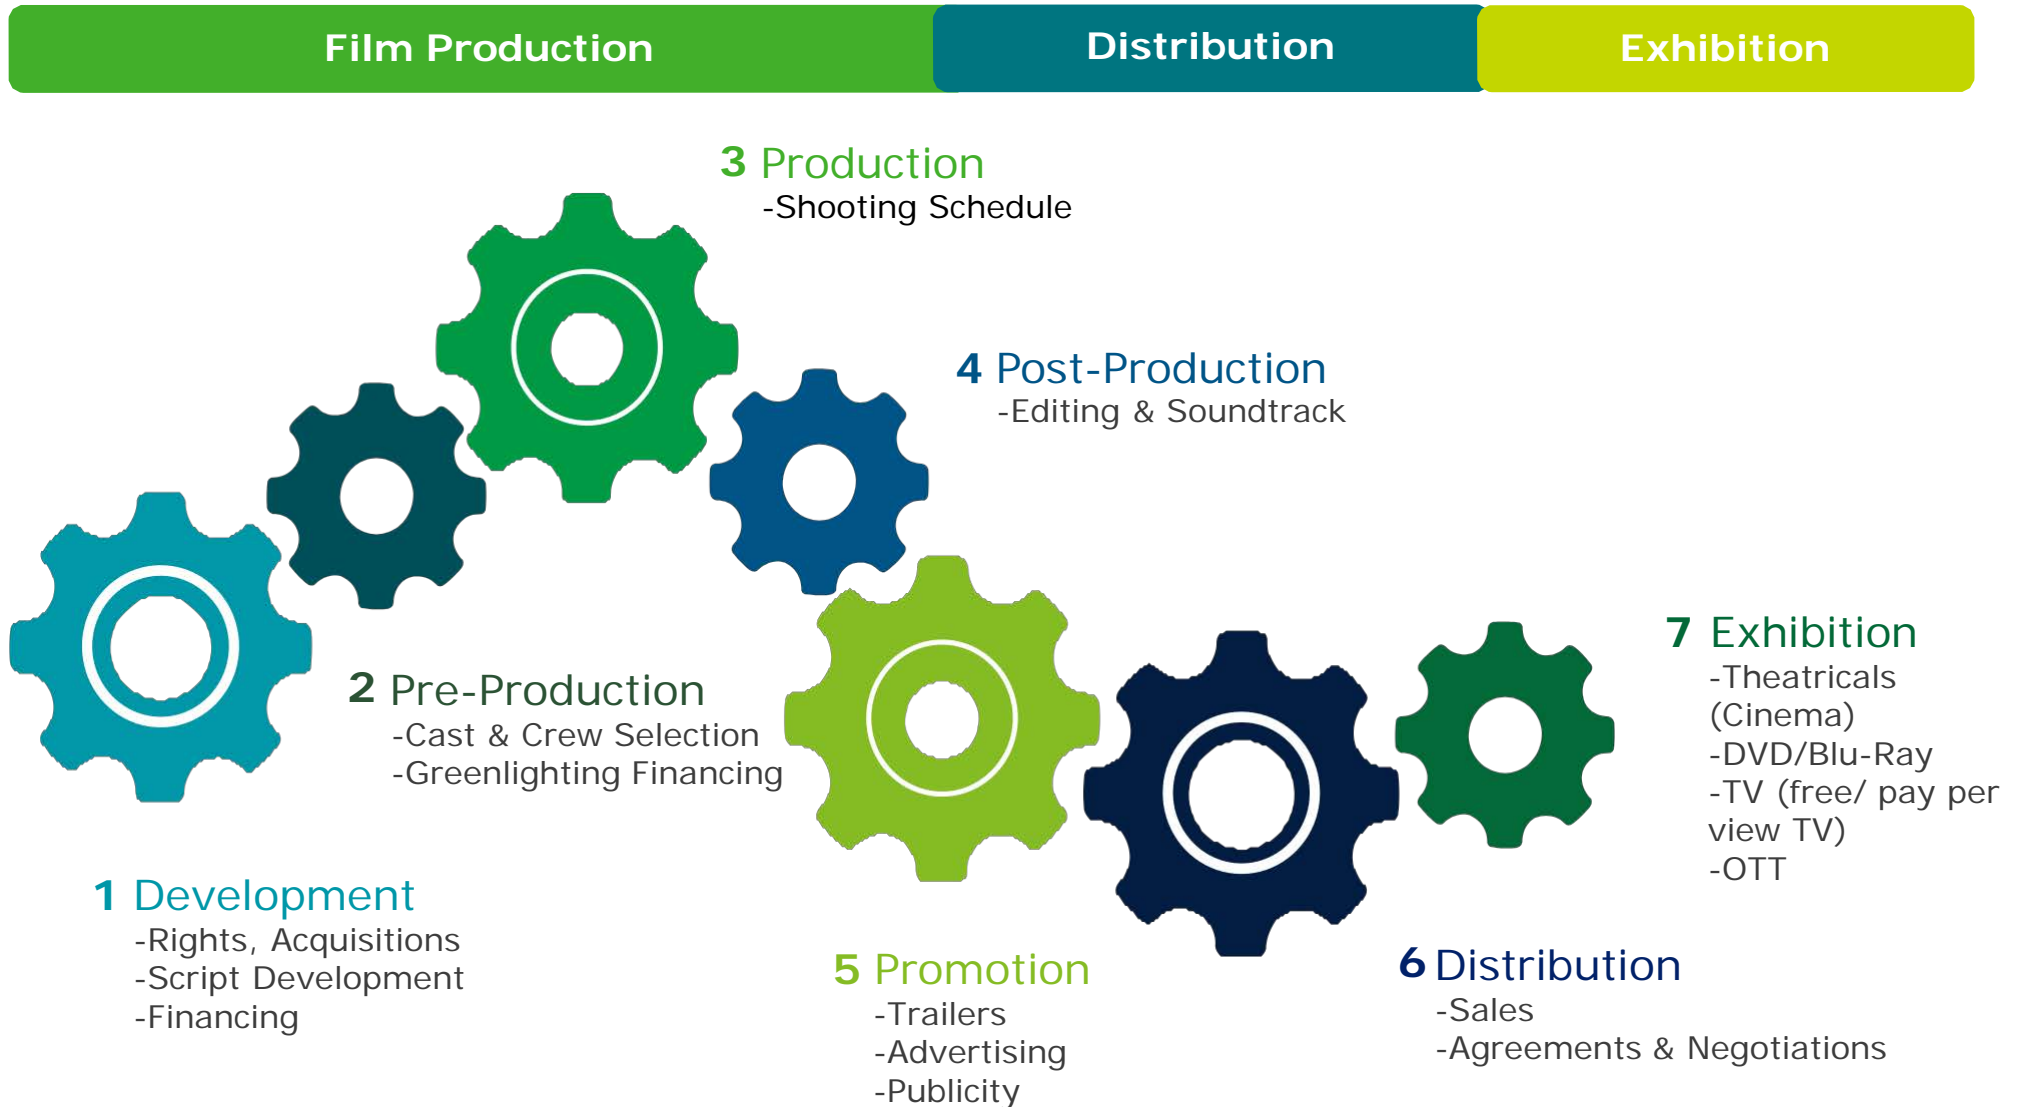 Film Production
Distribution
Exhibition
3 Production
-Shooting Schedule
4 Post-Production
-Editing & Soundtrack
2 Pre-Production
-Cast & Crew Selection
-Greenlighting Financing
7 Exhibition
-Theatricals
(Cinema)
-DVD/Blu-Ray
-TV (free/ pay per
view TV)
-OTT
1 Development
-Rights, Acquisitions
-Script Development
-Financing
5 Promotion
-Trailers
-Advertising
-Publicity
6 Distribution
-Sales
-Agreements & Negotiations